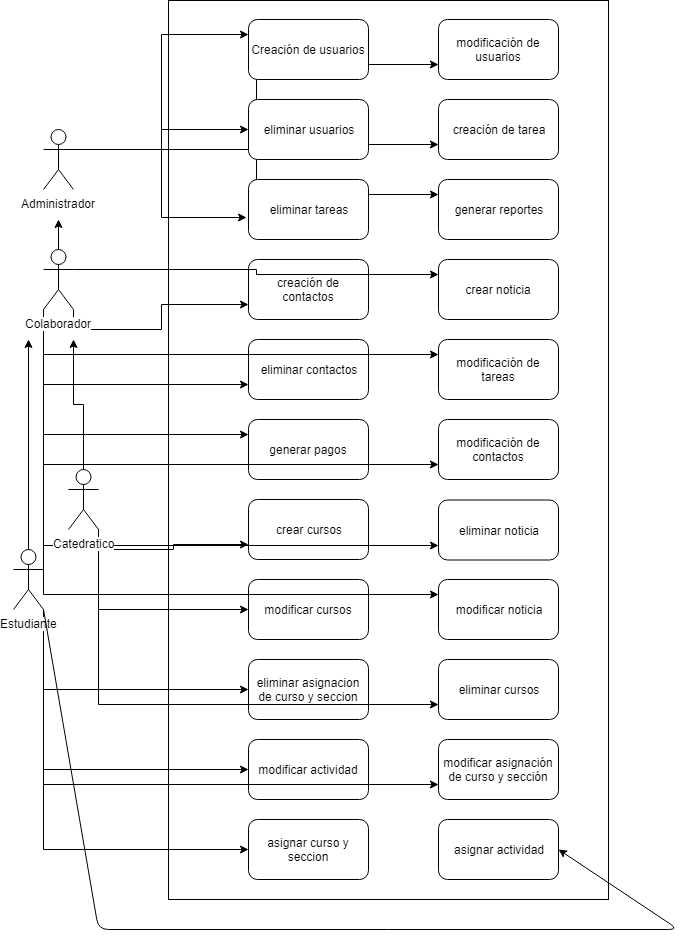 Creación de usuarios
modificación de
usuarios
eliminar usuarios
creación de tarea
Administrador
eliminar tareas
generar reportes
creación de
contactos
crear noticia
Colaborador
eliminar contactos
modificación de
tareas
generar pagos
modificación de
contactos
crear cursos
eliminar noticia
Catedratico
modificar cursos
modificar noticia
Estudiante
eliminar asignacion
de curso y seccion
eliminar cursos
modificar actividad
modificar asignación
de curso y sección
asignar curso y
seccion
asignar actividad